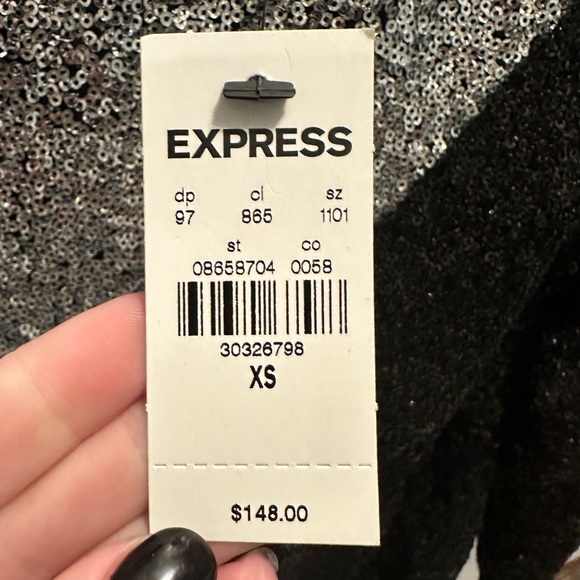 EXPRESS
dp cl sz
97 865 1101
st co
08658704 0058
30326798
XS
$148.00